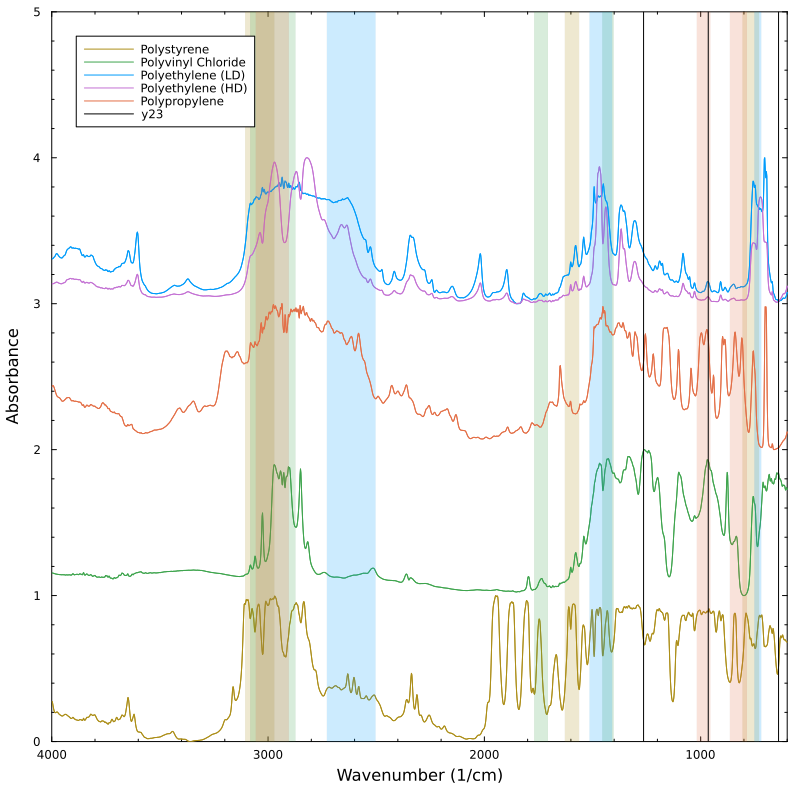 5
Polystyrene
Polyvinyl Chloride
Polyethylene (LD)
Polyethylene (HD)
Polypropylene
y23
4
3
2
1
0
Absorbance
4000 3000 2000 1000
Wavenumber (1/cm)